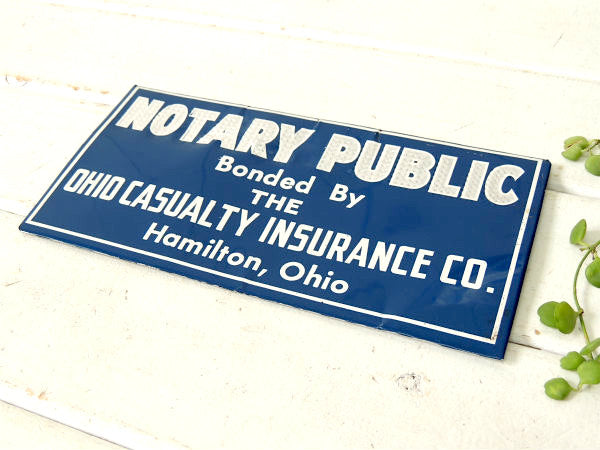 NOTARY PUBLIC
Bonded By
THE
OHIO CASUALTY INSURANCE CO.
Hamilton, Ohio